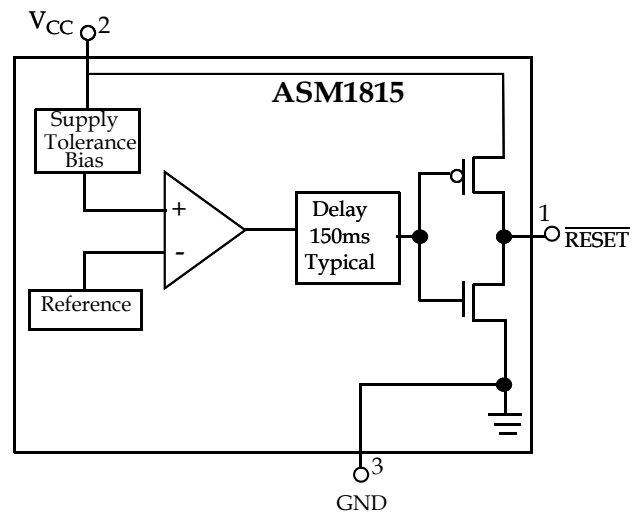 VCC 2
ASM1815
Supply
Tolerance
Bias
+
-
Reference
Delay
150ms
Typical
1
RESET
3
GND